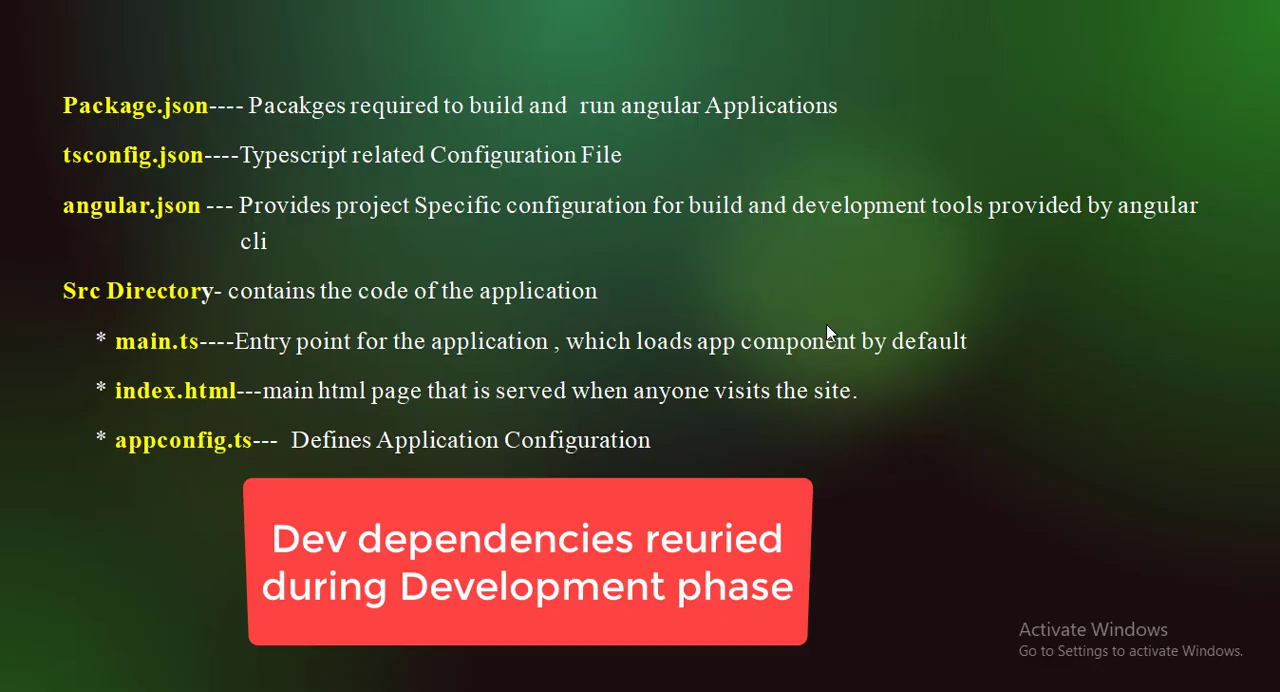 Package.json---- Pacakges required to build and run angular Applications
tsconfig.json----Typescript related Configuration File
angular.json --- Provides project Specific configuration for build and development tools provided by angular
cli
Src Directory- contains the code of the application
* main.ts----Entry point for the application , which loads app component by default
* index.html---main html page that is served when anyone visits the site.
* appconfig.ts--- Defines Application Configuration
Dev dependencies reuried
during Development phase
Activate Windows
Go to Settings to activate Windows.